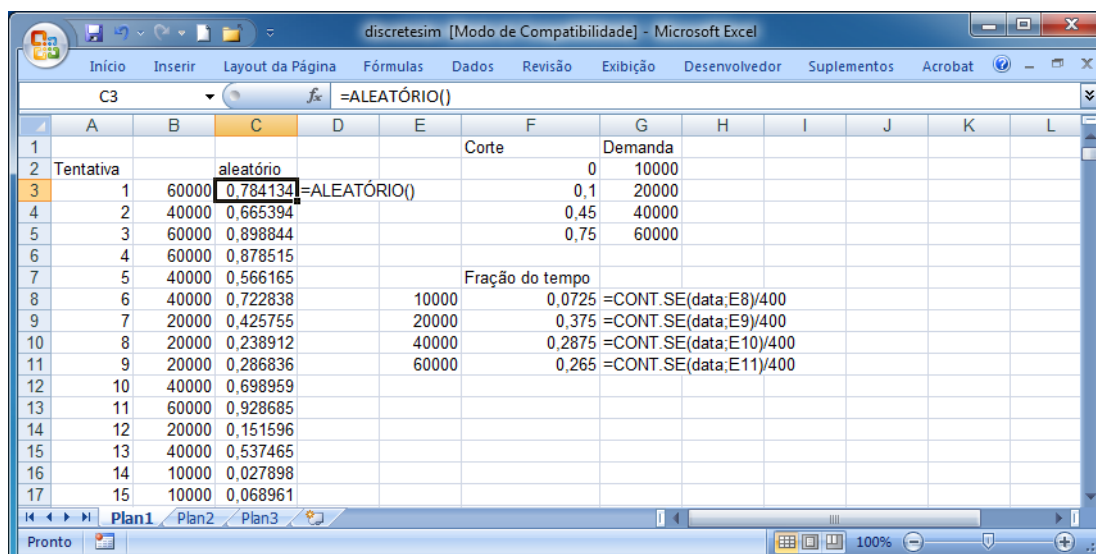 discretesim [Modo de Compatibilidade] - Microsoft Excel
Início Inserir Layout da Página Fórmulas Dados Revisão Exibição Desenvolvedor Suplementos Acrobat
C3 fx =ALEATÓRIO()
A B C D E F G H I J K L
1 Corte Demanda
2 Tentativa aleatório 0 10000
3 1 60000 0,784134 =ALEATÓRIO() 0,1 20000
4 2 40000 0,665394 0,45 40000
5 3 60000 0,898844 0,75 60000
6 4 60000 0,878515
7 5 40000 0,566165 Fração do tempo
8 6 40000 0,722838 10000 0,0725 =CONT.SE(data;E8)/400
9 7 20000 0,425755 20000 0,375 =CONT.SE(data;E9)/400
10 8 20000 0,238912 40000 0,2875 =CONT.SE(data;E10)/400
11 9 20000 0,286836 60000 0,265 =CONT.SE(data;E11)/400
12 10 40000 0,698959
13 11 60000 0,928685
14 12 20000 0,151596
15 13 40000 0,537465
16 14 10000 0,027898
17 15 10000 0,068961
Plan1 Plan2 Plan3
Pronto 100%